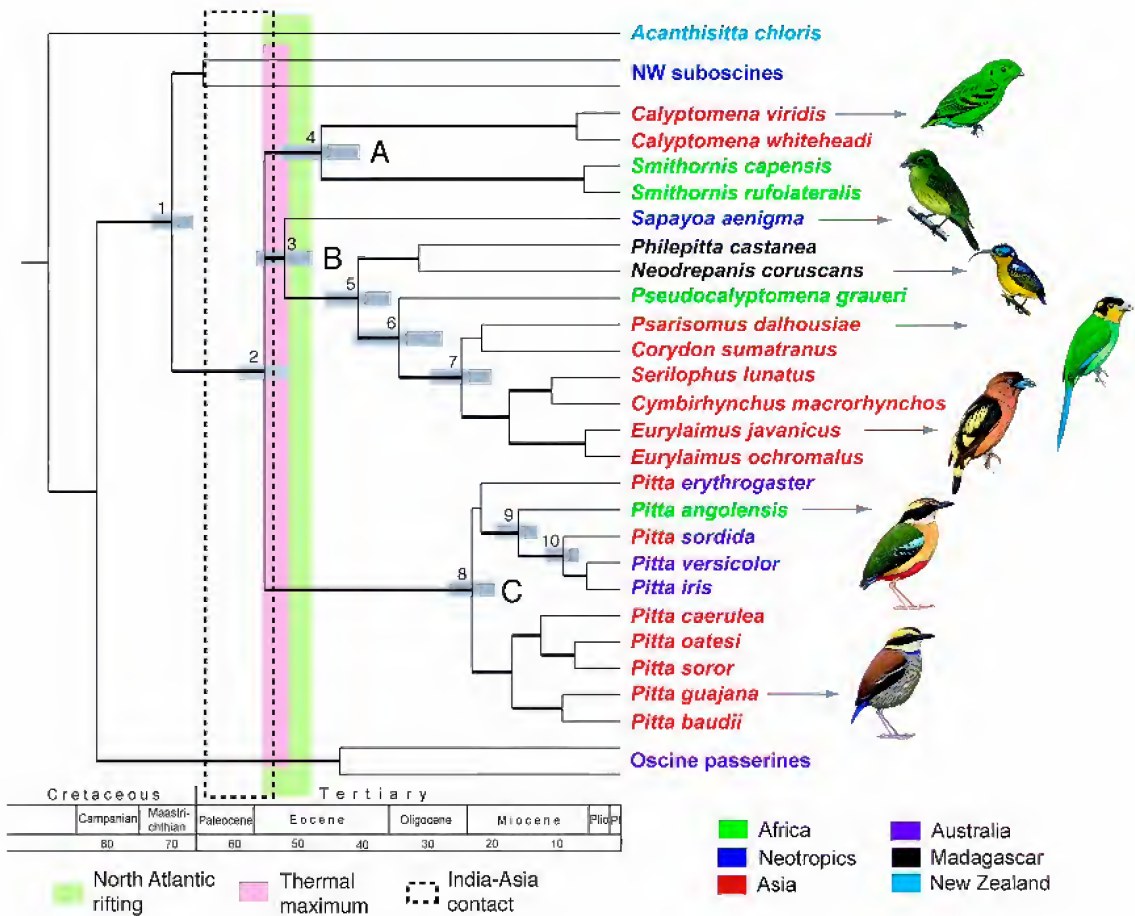 Acanthisitta chloris
NW suboscines
Calyptomena viridis
Calyptomena whiteheadi
Smithornis capensis
Smithornis rufolateralis
Sapayoa aenigma
Philepitta castanea
Neodrepanis coruscans
Pseudocalyptomena graueri
Psarisomus dalhousiae
Corydon sumatranus
Serilophus lunatus
Cymbirhynchus macrorhynchos
Eurylaimus javanicus
Eurylaimus ochromalus
Pitta erythrogaster
Pitta angolensis
Pitta sordida
Pitta versicolor
Pitta iris
Pitta caerulea
Pitta oatesi
Pitta soror
Pitta guajana
Pitta baudii
Oscine passerines
1
2
3
4
5
6
7
8
9
10
A
B
C
Cretaceous Tertiary
Campanian Maastri-chthian Paleocene Eocene Oligocene Miocene Plio Pl
80 70 60 50 40 30 20 10
North Atlantic rifting
Thermal maximum
India-Asia contact
Africa
Neotropics
Asia
Australia
Madagascar
New Zealand